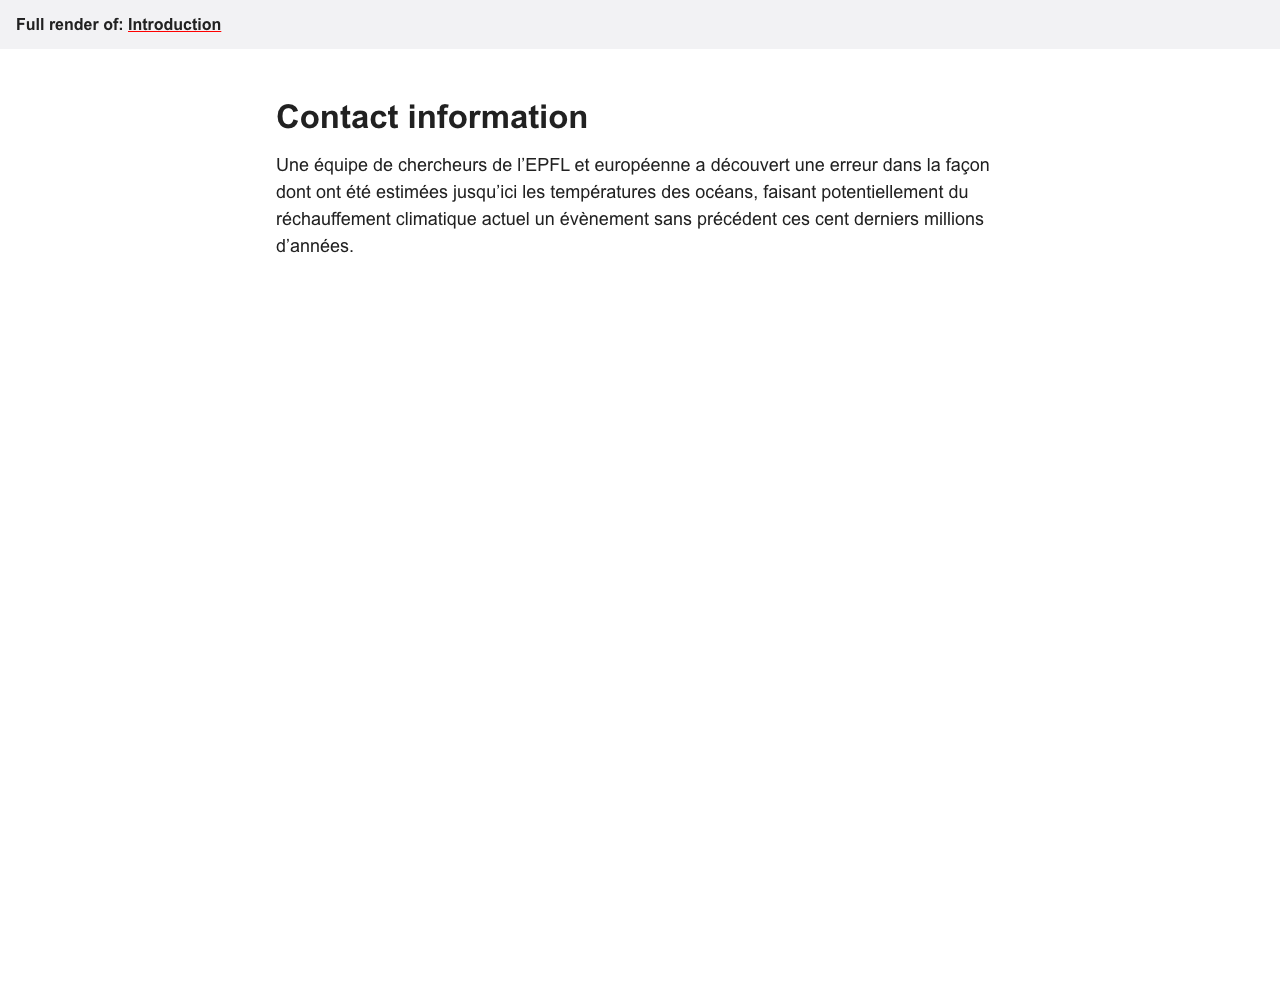 Full render of: Introduction
Contact information
Une équipe de chercheurs de l’EPFL et européenne a découvert une erreur dans la façon
dont ont été estimées jusqu’ici les températures des océans, faisant potentiellement du
réchauffement climatique actuel un évènement sans précédent ces cent derniers millions
d’années.